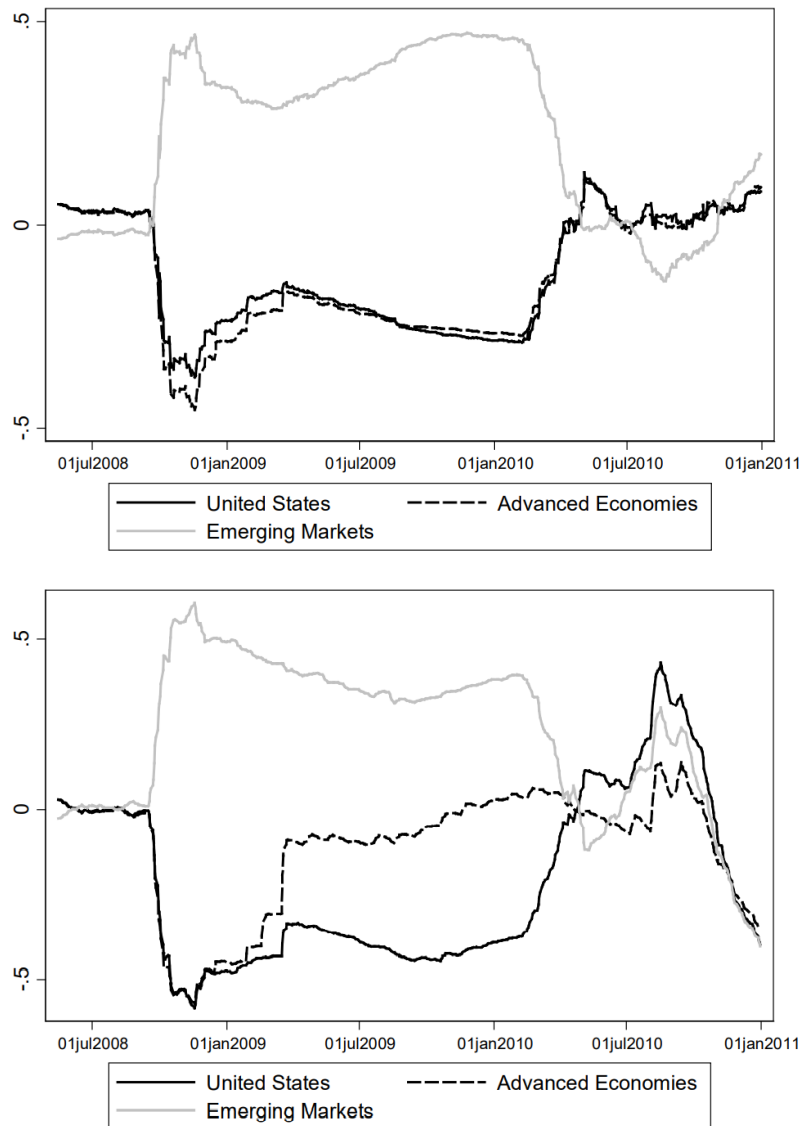 .5
0
-.5
01jul2008 01jan2009 01jul2009 01jan2010 01jul2010 01jan2011
United States Advanced Economies
Emerging Markets
.5
0
-.5
01jul2008 01jan2009 01jul2009 01jan2010 01jul2010 01jan2011
United States Advanced Economies
Emerging Markets